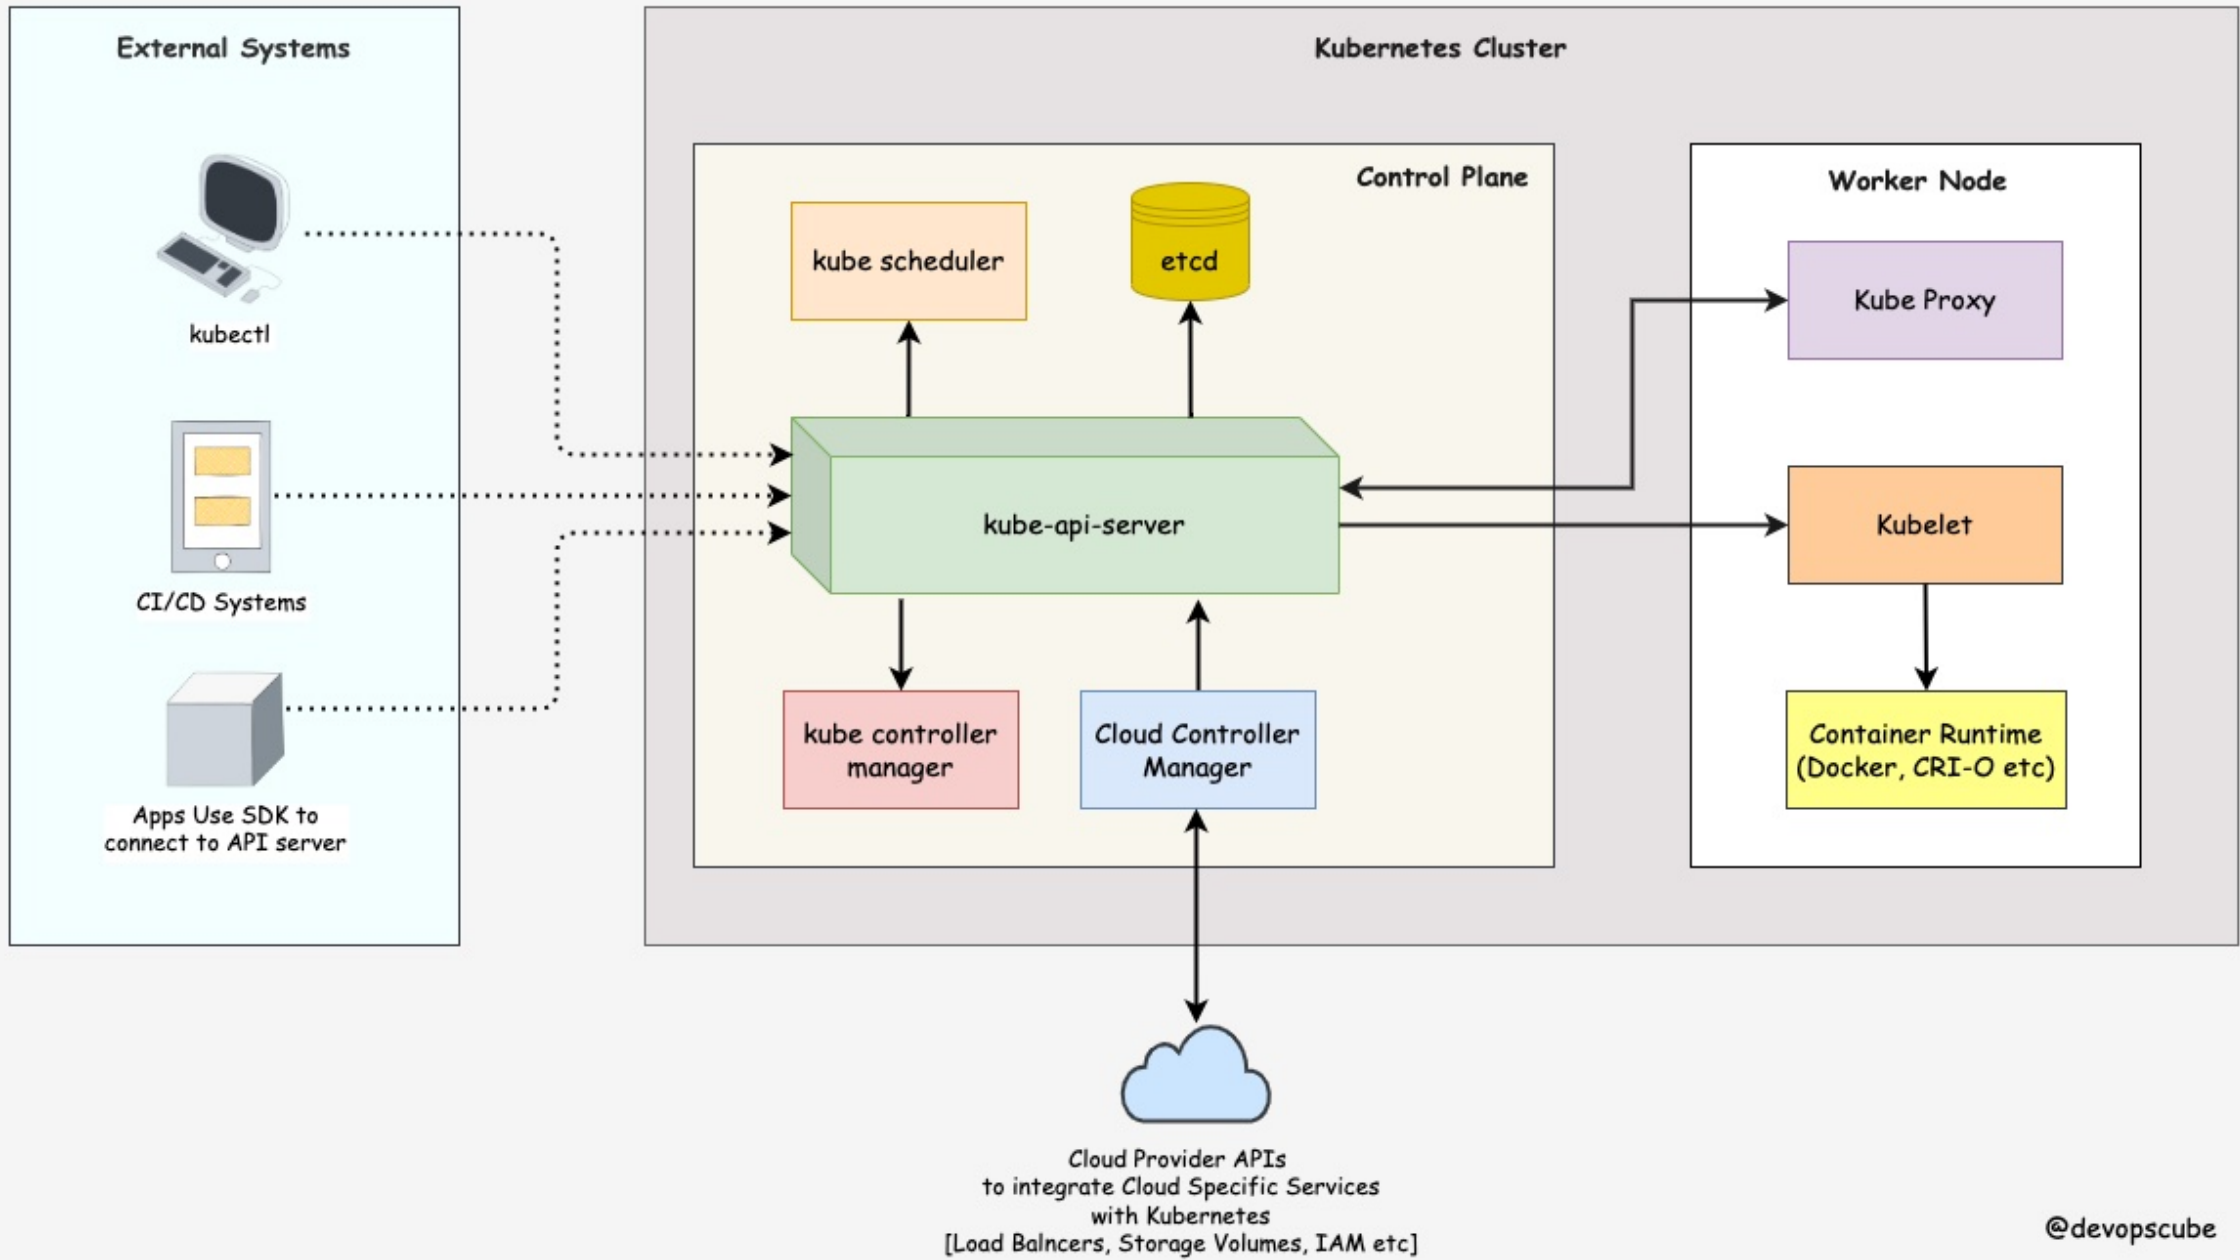 External Systems
kubectl
CI/CD Systems
Apps Use SDK to
connect to API server
Kubernetes Cluster
Control Plane
kube scheduler
etcd
kube-api-server
kube controller
manager
Cloud Controller
Manager
Worker Node
Kube Proxy
Kubelet
Container Runtime
(Docker, CRI-O etc)
Cloud Provider APIs
to integrate Cloud Specific Services
with Kubernetes
[Load Balncers, Storage Volumes, IAM etc]
@devopscube